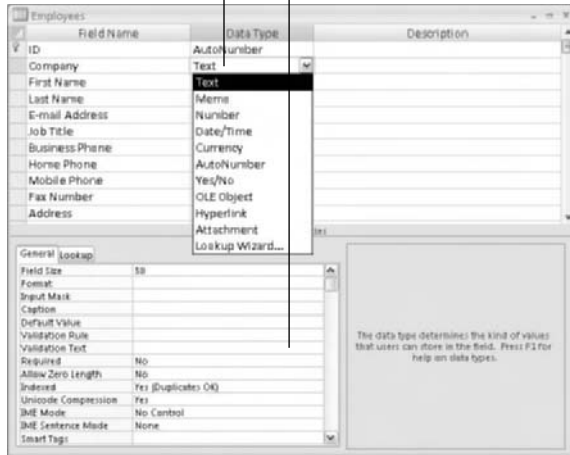 Employees
Field Name Data Type Description
ID AutoNumber
Company Text
First Name Text
Last Name Memo
E-mail Address Number
Job Title Date/Time
Business Phone Currency
Home Phone AutoNumber
Mobile Phone Yes/No
Fax Number OLE Object
Address Hyperlink
Attachment
Lookup Wizard...
General Lookup
Field Size 50
Format
Input Mask
Caption
Default Value
Validation Rule
Validation Text
Required No
Allow Zero Length No
Indexed Yes (Duplicates OK)
Unicode Compression Yes
IME Mode No Control
IME Sentence Mode None
Smart Tags
The data type determines the kind of values
that users can store in the field. Press F1 for
help on data types.